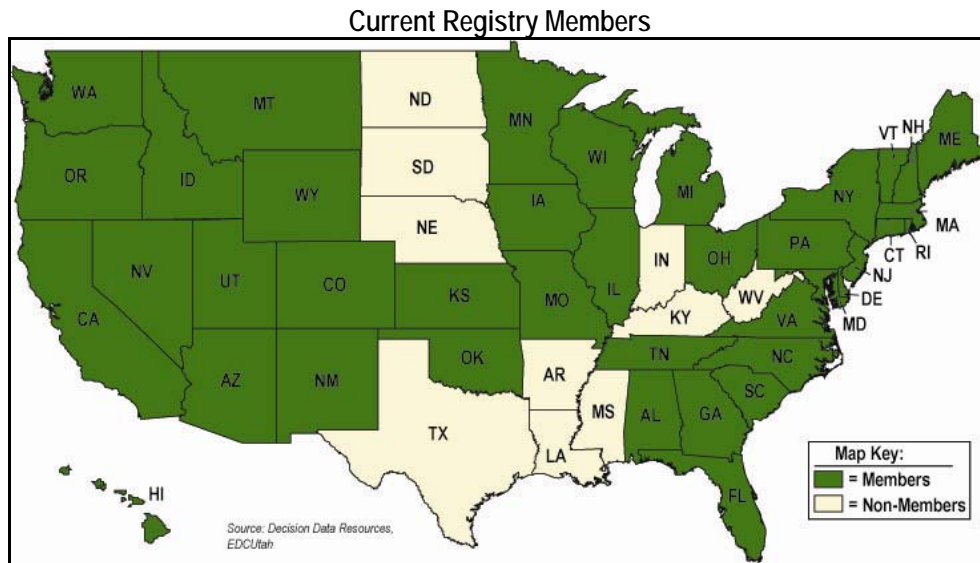 Current Registry Members
WA
MT
ND
MN
VT
NH
ME
OR
ID
SD
WI
WY
MI
NY
IA
MA
NE
PA
CT
RI
NV
UT
CO
IL
IN
OH
NJ
CA
KS
MO
WV
DE
KY
VA
MD
TN
NC
AZ
NM
OK
AR
SC
MS
AL
GA
TX
LA
Map Key:
= Members
FL
= Non-Members
HI
Source: Decision Data Resources,
EDCUtah